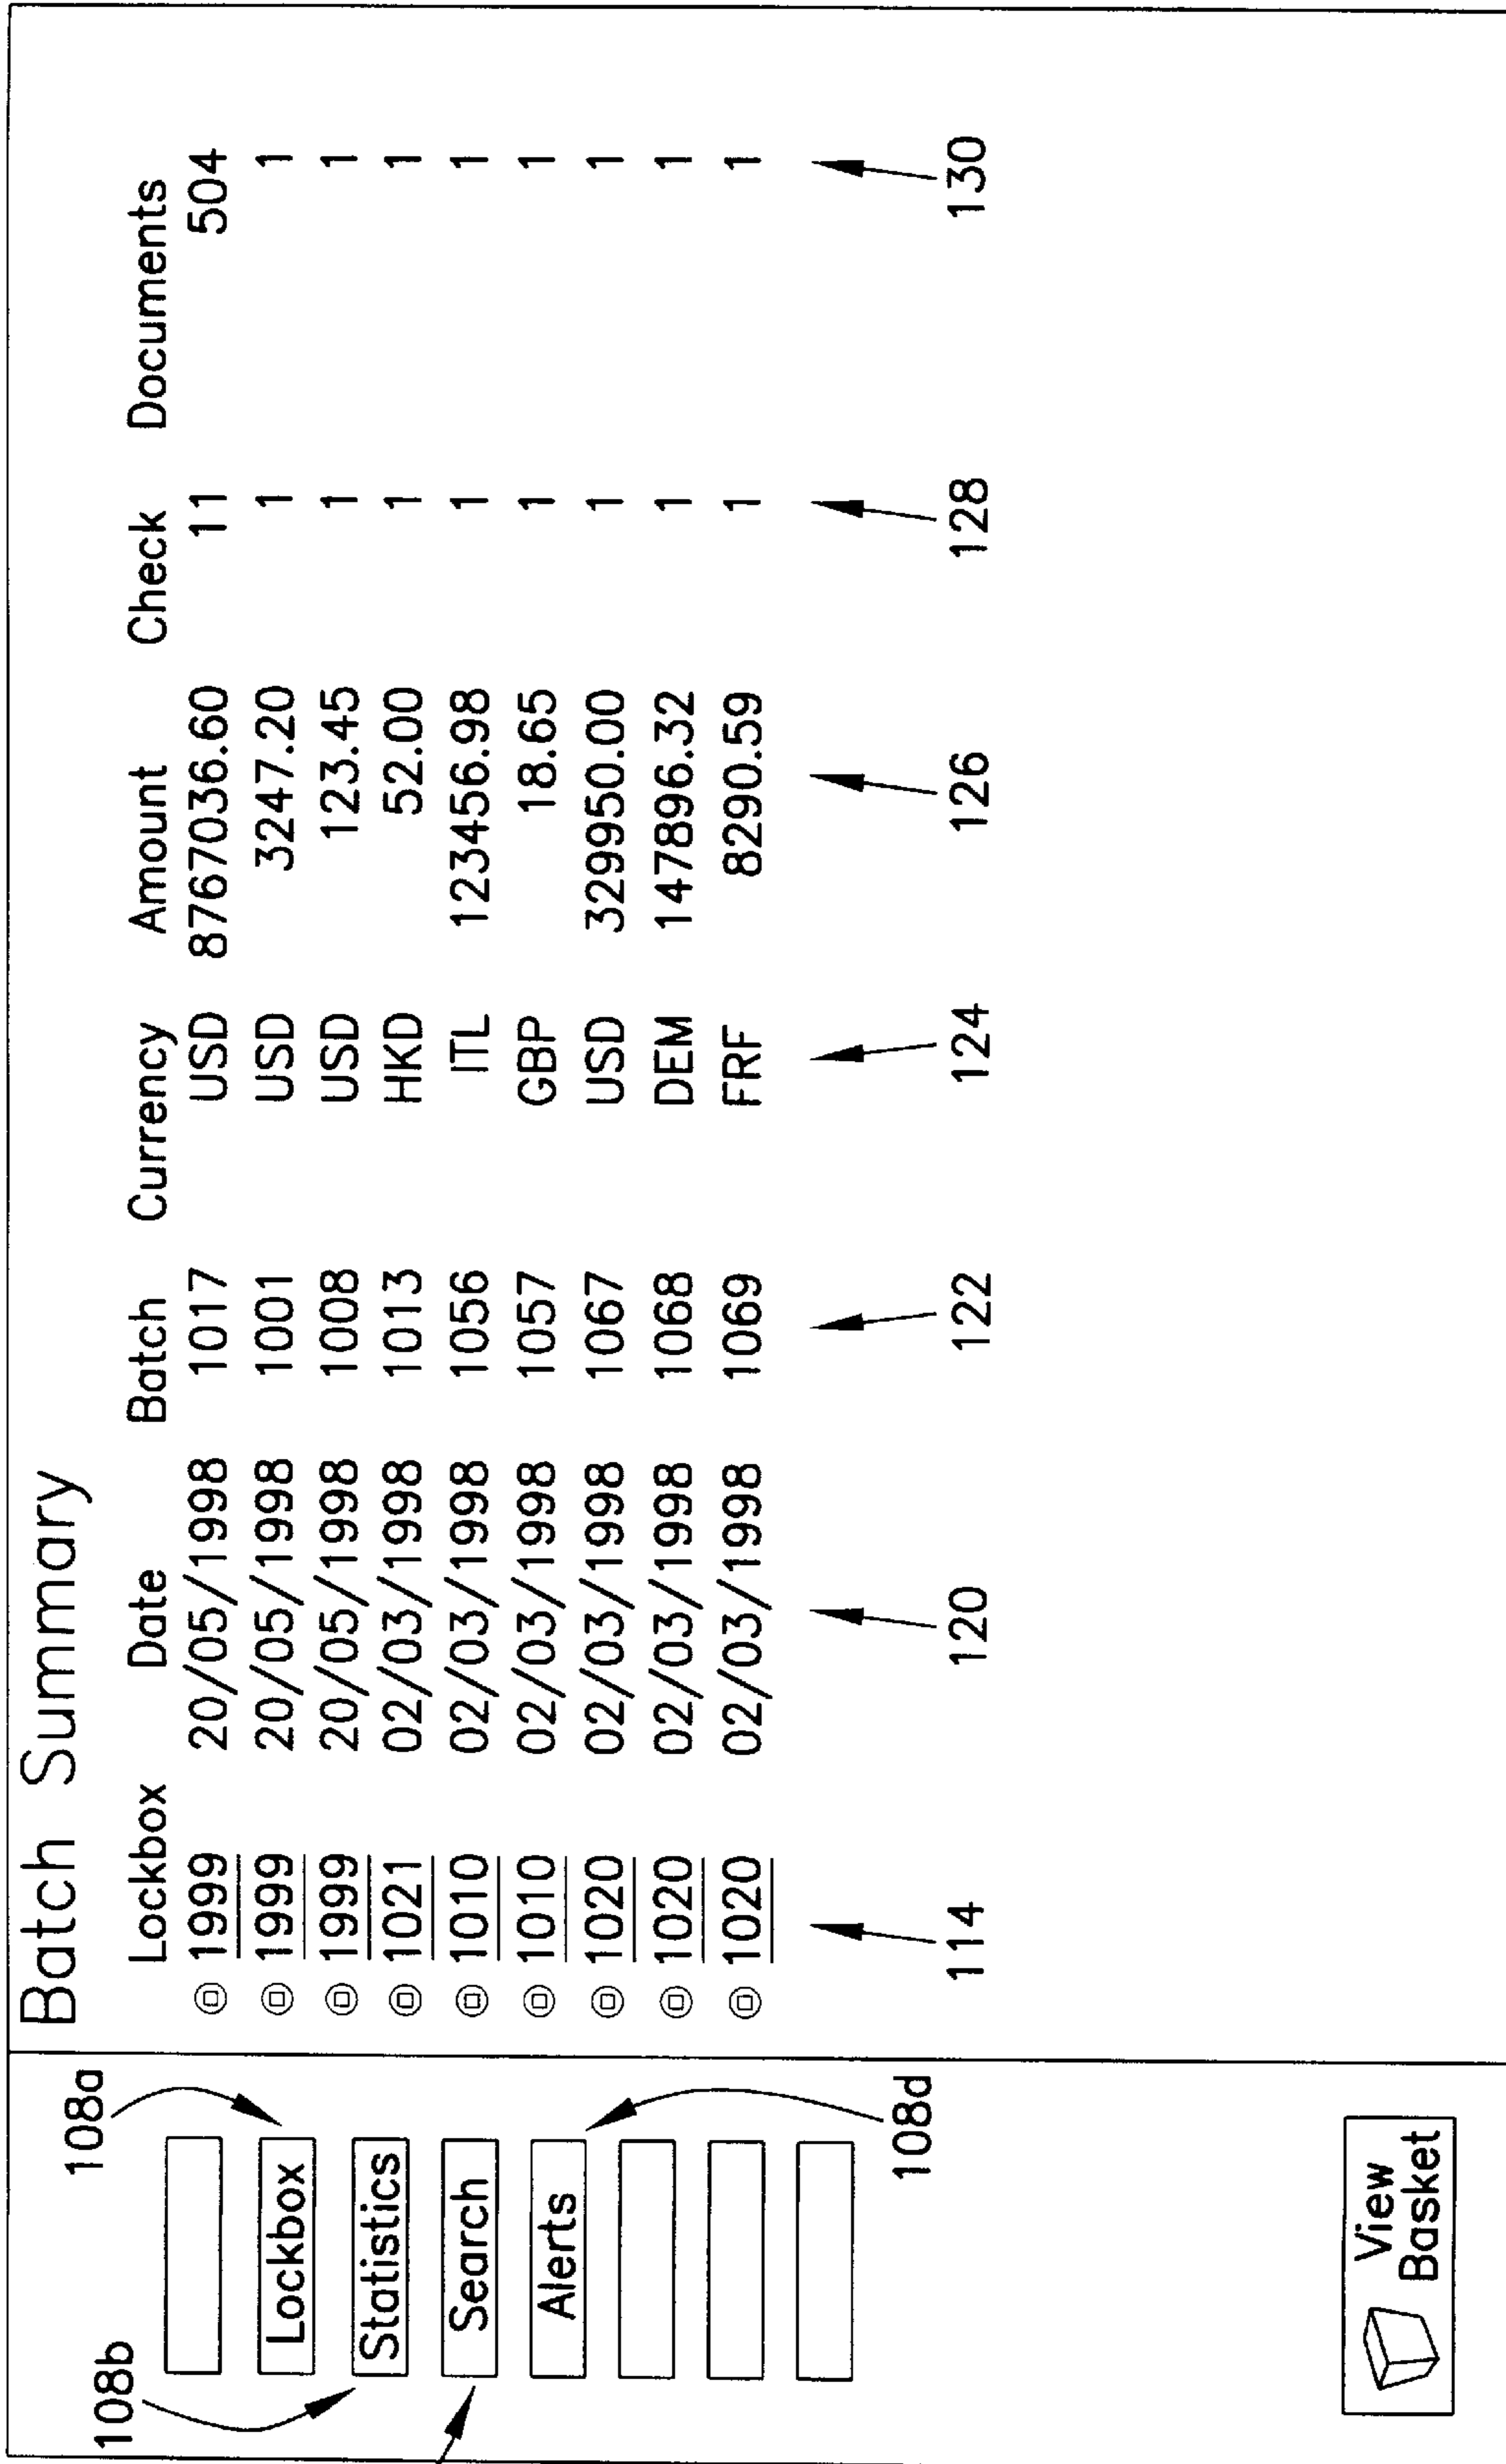 108b
108a
Lockbox
Statistics
Search
Alerts
108d
View
Basket
Batch Summary
Lockbox Date Batch Currency Amount Check Documents
1999 20/05/1998 1017 USD 8767036.60 11 504
1999 20/05/1998 1001 USD 3247.20 1 1
1999 20/05/1998 1008 USD 123.45 1 1
1021 02/03/1998 1013 HKD 52.00 1 1
1010 02/03/1998 1056 ITL 123456.98 1 1
1010 02/03/1998 1057 GBP 18.65 1 1
1020 02/03/1998 1067 USD 329950.00 1 1
1020 02/03/1998 1068 DEM 147896.32 1 1
1020 02/03/1998 1069 FRF 8290.59 1 1
114 120 122 124 126 128 130